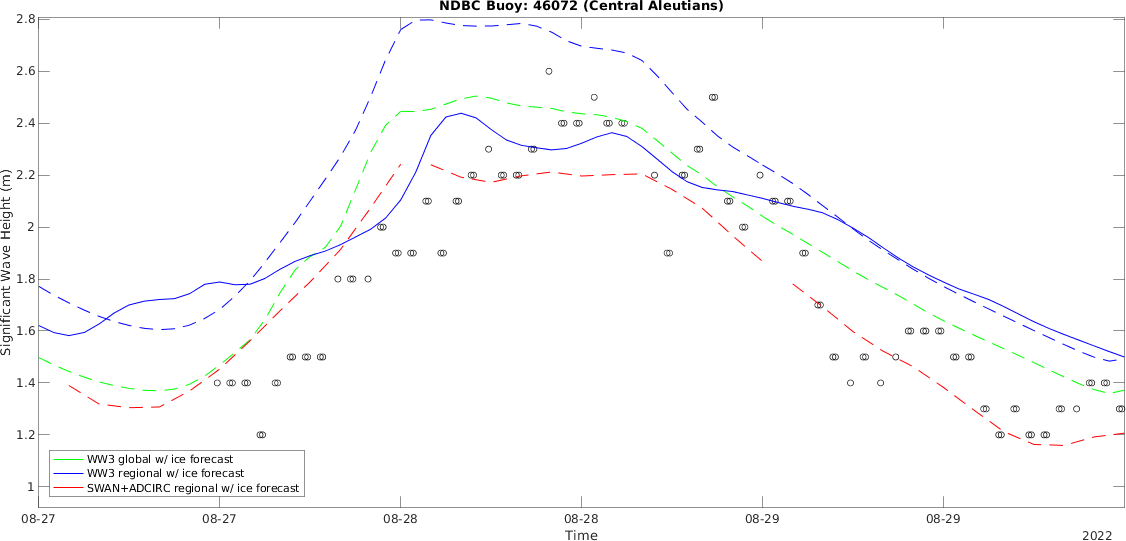 NDBC Buoy: 46072 (Central Aleutians)
2.8
2.6
2.4
2.2
2
1.8
1.6
1.4
1.2
1
Significant Wave Height (m)
WW3 global w/ ice forecast
WW3 regional w/ ice forecast
SWAN+ADCIRC regional w/ ice forecast
08-27 08-27 08-28 08-28 08-29 08-29
Time
2022